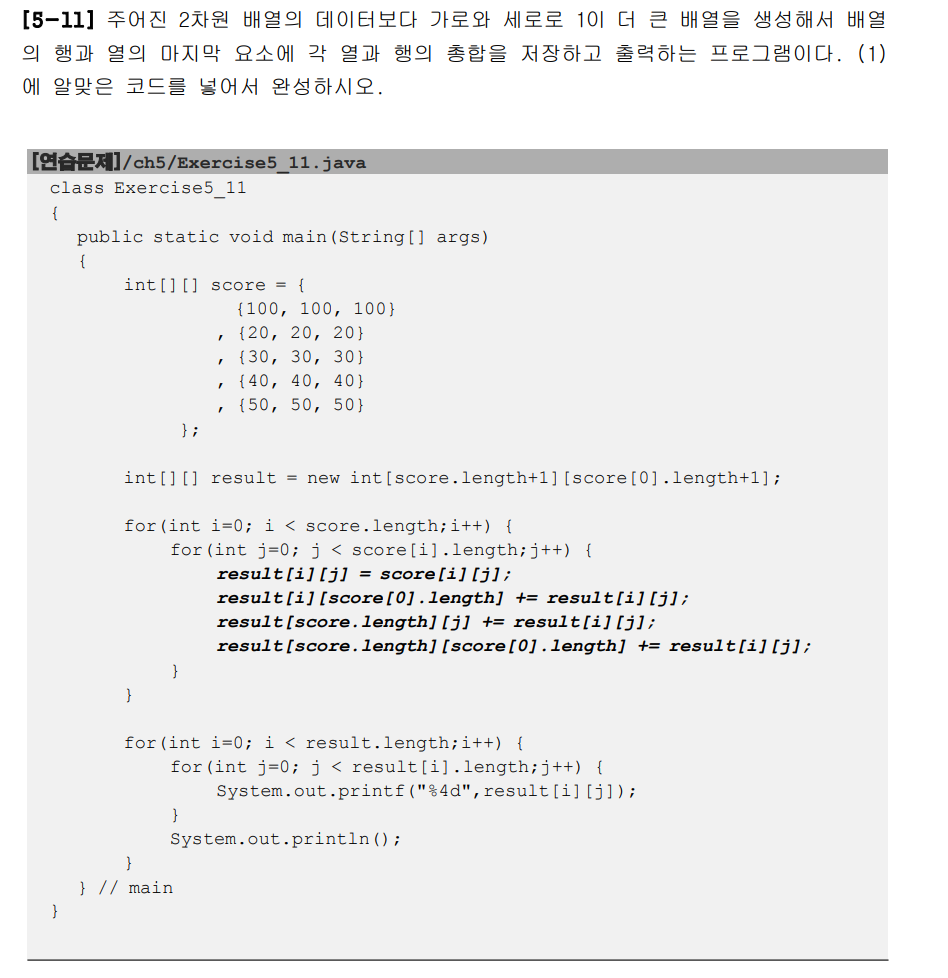 [5-11] 주어진 2차원 배열의 데이터보다 가로와 세로로 1이 더 큰 배열을 생성해서 배열
의 행과 열의 마지막 요소에 각 열과 행의 총합을 저장하고 출력하는 프로그램이다. (1)
에 알맞은 코드를 넣어서 완성하시오.
[연습문제]/ch5/Exercise5_11.java
class Exercise5_11
{
public static void main(String[] args)
{
int[][] score = {
{100, 100, 100}
, {20, 20, 20}
, {30, 30, 30}
, {40, 40, 40}
, {50, 50, 50}
};
int[][] result = new int[score.length+1][score[0].length+1];
for(int i=0; i < score.length;i++) {
for(int j=0; j < score[i].length;j++) {
result[i][j] = score[i][j];
result[i][score[0].length] += result[i][j];
result[score.length][j] += result[i][j];
result[score.length][score[0].length] += result[i][j];
}
}
for(int i=0; i < result.length;i++) {
for(int j=0; j < result[i].length;j++) {
System.out.printf("%4d",result[i][j]);
}
System.out.println();
}
} // main
}